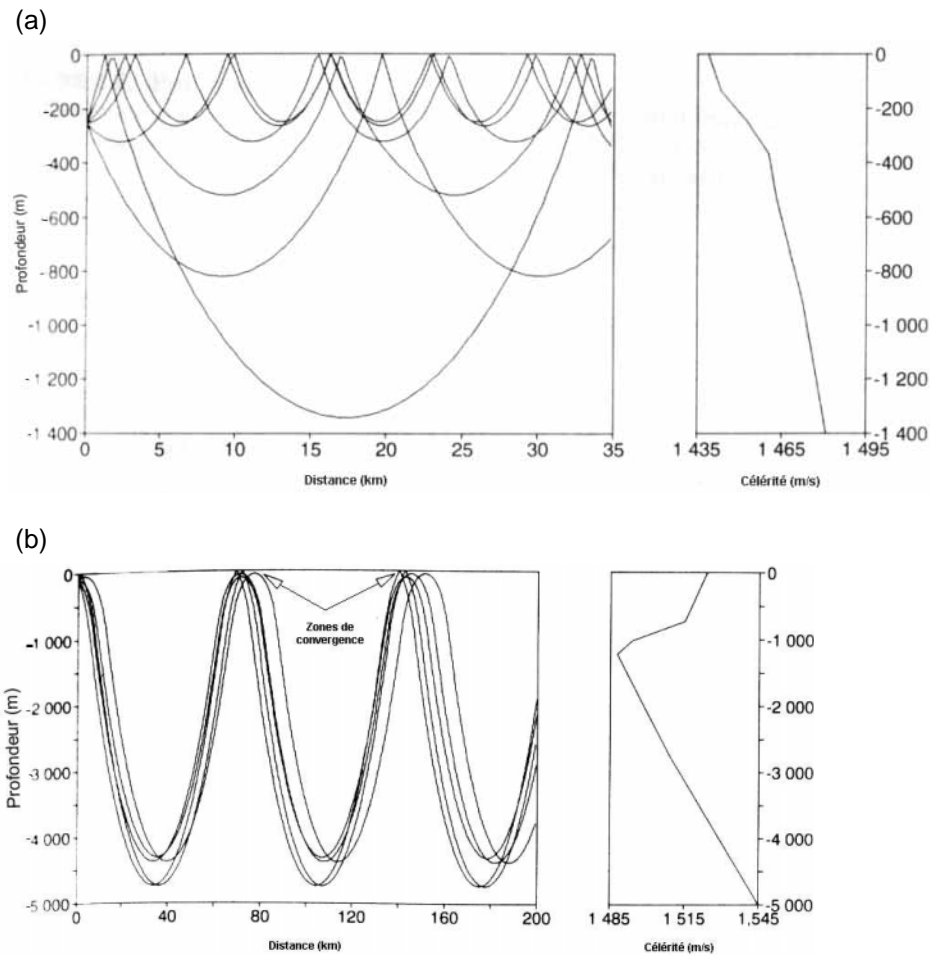 (a)
0
-200
-400
-600
-800
-1 000
-1 200
-1 400
Profondeur (m)
0 5 10 15 20 25 30 35
Distance (km)
0
-200
-400
-600
-800
-1 000
-1 200
-1 400
1 435 1 465 1 495
Célérité (m/s)
(b)
0
-1 000
-2 000
-3 000
-4 000
-5 000
Profondeur (m)
Zones de
convergence
0 40 80 120 160 200
Distance (km)
0
-1 000
-2 000
-3 000
-4 000
-5 000
1 485 1 515 1,545
Célérité (m/s)